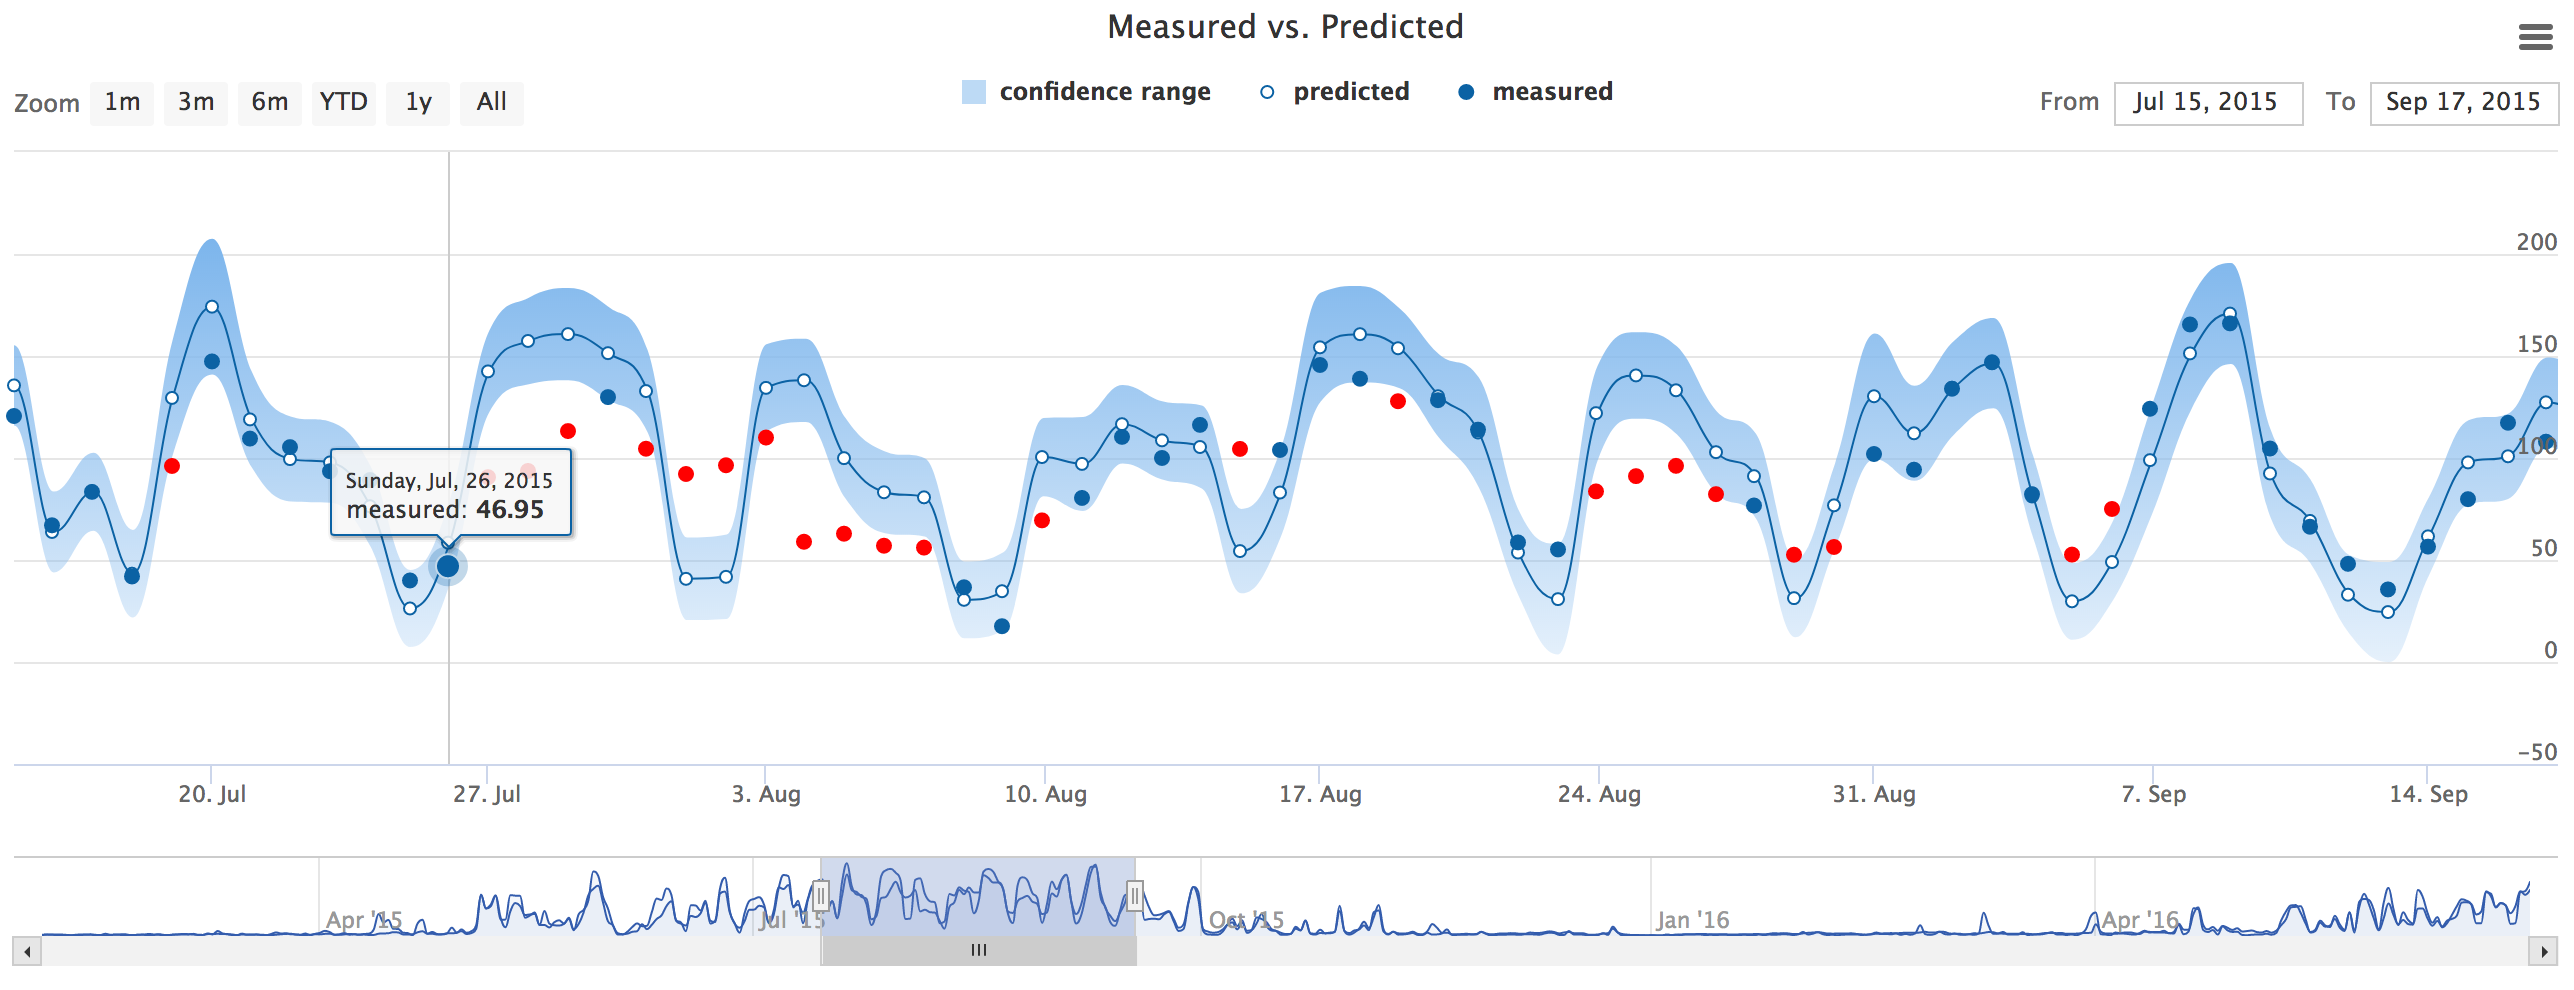 Measured vs. Predicted
Zoom 1m 3m 6m YTD 1y All
confidence range predicted measured
From Jul 15, 2015 To Sep 17, 2015
200
150
100
50
0
-50
Sunday, Jul, 26, 2015
measured: 46.95
20. Jul 27. Jul 3. Aug 10. Aug 17. Aug 24. Aug 31. Aug 7. Sep 14. Sep
Apr '15 Jul '15 Oct '15 Jan '16 Apr '16